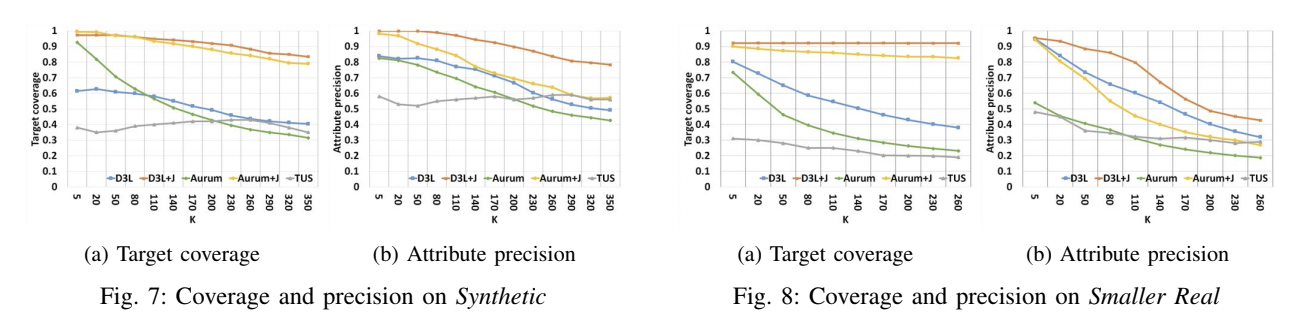 Target coverage
1
0.9
0.8
0.7
0.6
0.5
0.4
0.3
0.2
0.1
0
D3L D3L+J Aurum Aurum+J TUS
5 20 50 80 110 140 170 200 230 260 290 320 350
K
(a) Target coverage
Attribute precision
1
0.9
0.8
0.7
0.6
0.5
0.4
0.3
0.2
0.1
0
D3L D3L+J Aurum Aurum+J TUS
5 20 50 80 110 140 170 200 230 260 290 320 350
K
(b) Attribute precision
Fig. 7: Coverage and precision on Synthetic
Target coverage
1
0.9
0.8
0.7
0.6
0.5
0.4
0.3
0.2
0.1
0
D3L D3L+J Aurum Aurum+J TUS
5 20 50 80 110 140 170 200 230 260
K
(a) Target coverage
Attribute precision
1
0.9
0.8
0.7
0.6
0.5
0.4
0.3
0.2
0.1
0
D3L D3L+J Aurum Aurum+J TUS
5 20 50 80 110 140 170 200 230 260
K
(b) Attribute precision
Fig. 8: Coverage and precision on Smaller Real